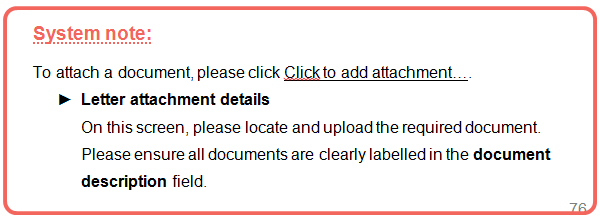 System note:
To attach a document, please click Click to add attachment….
► Letter attachment details
On this screen, please locate and upload the required document.
Please ensure all documents are clearly labelled in the document
description field.
76